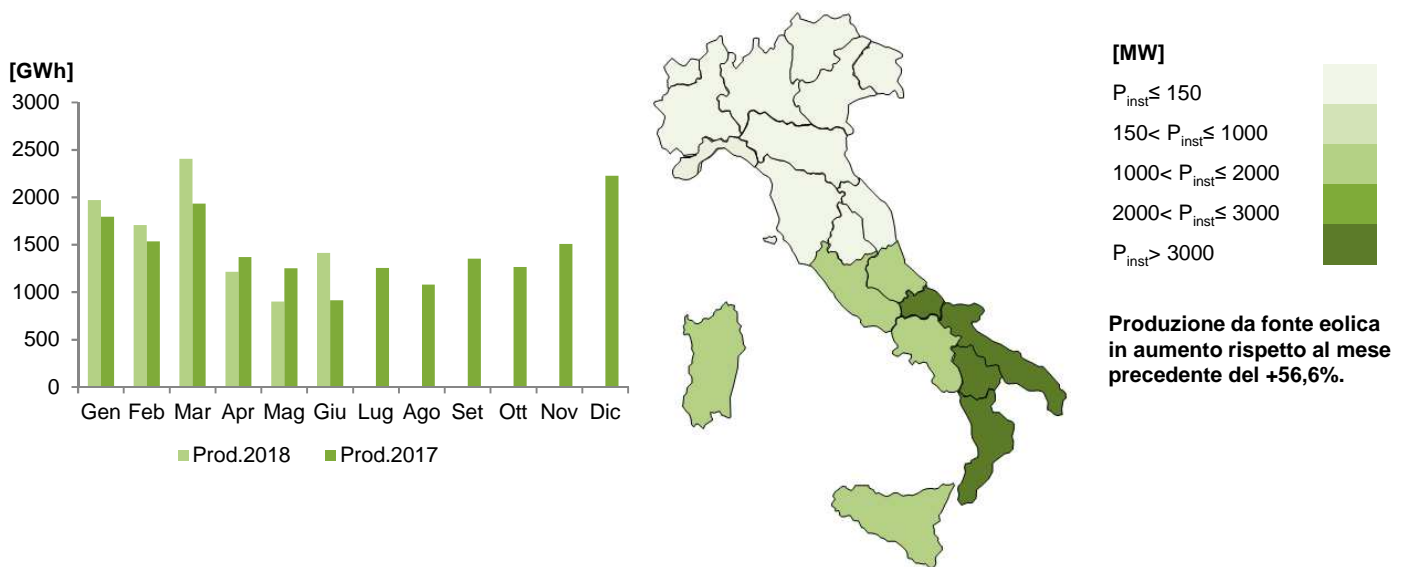 [GWh]
3000
2500
2000
1500
1000
500
0
Gen Feb Mar Apr Mag Giu Lug Ago Set Ott Nov Dic
Prod.2018 Prod.2017
[MW]
Pinst≤ 150
150< Pinst≤ 1000
1000< Pinst≤ 2000
2000< Pinst≤ 3000
Pinst> 3000
Produzione da fonte eolica
in aumento rispetto al mese
precedente del +56,6%.